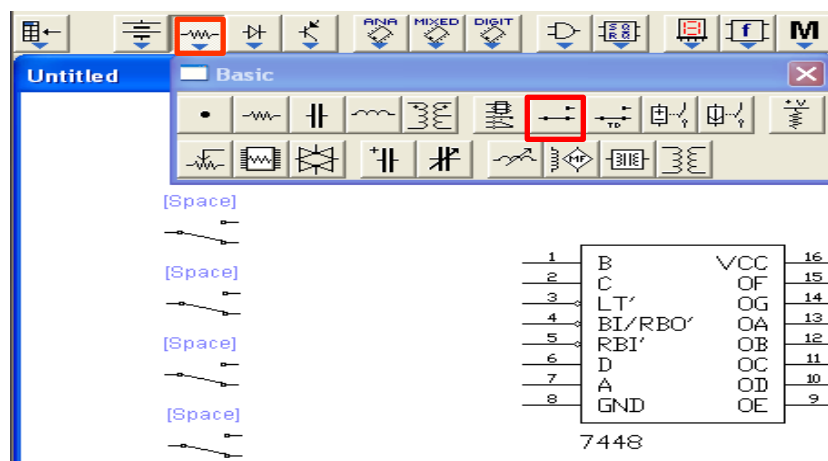 ANA MIXED DIGIT
M
f
Untitled
Basic
TD
+V
MF
[Space]
[Space]
[Space]
[Space]
1 B VCC 16
2 C OF 15
3 LT' OG 14
4 BI/RBO' OA 13
5 RBI' OB 12
6 D OC 11
7 A OD 10
8 GND OE 9
7448